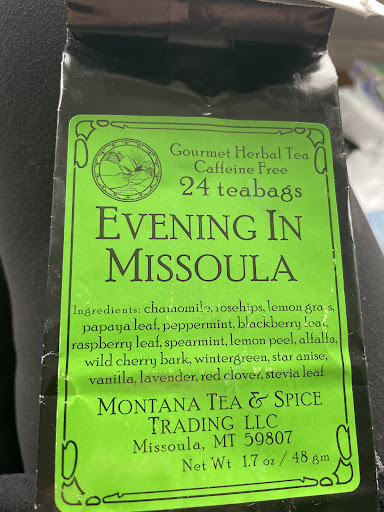 Gourmet Herbal Tea
Caffeine Free
24 teabags
EVENING IN
MISSOULA
Ingredients: chamomile, rosehips, lemon grass,
papaya leaf, peppermint, blackberry leaf,
raspberry leaf, spearmint, lemon peel, alfalfa,
wild cherry bark, wintergreen, star anise,
vanilla, lavender, red clover, stevia leaf
MONTANA TEA & SPICE
TRADING LLC
Missoula, MT 59807
Net Wt 1.7 oz / 48 gm